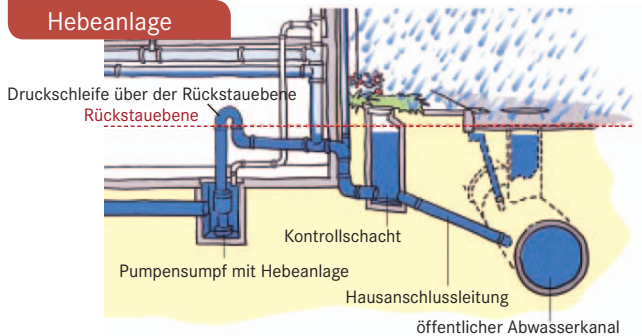 Hebeanlage
Druckschleife über der Rückstauebene
Rückstauebene
Kontrollschacht
Pumpensumpf mit Hebeanlage
Hausanschlussleitung
öffentlicher Abwasserkanal